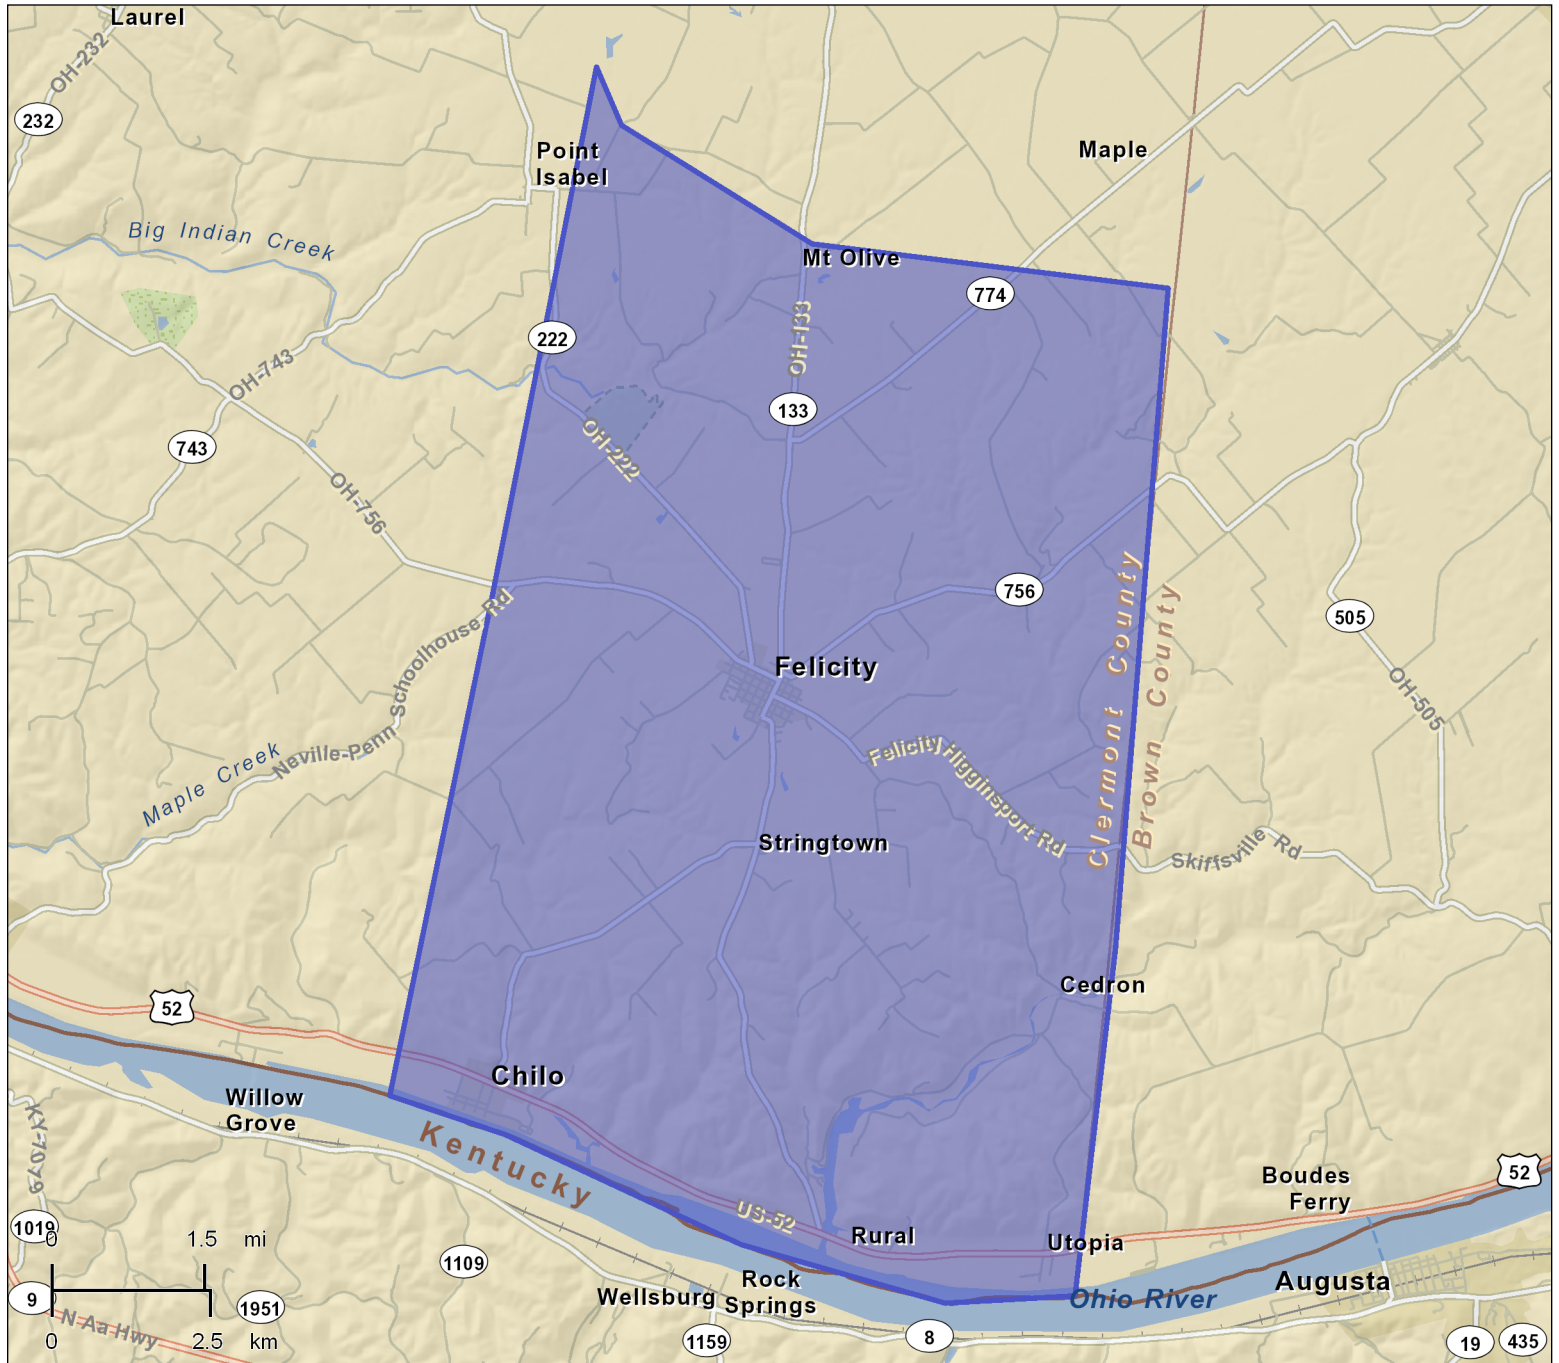 Laurel
OH-232
232
Point
Isabel
Maple
Big Indian Creek
Mt Olive
774
OH-133
222
OH-743
133
743
OH-222
OH-756
756
Clermont County
Brown County
505
Neville-Penn Schoolhouse Rd
Felicity
OH-505
Maple Creek
Felicity Higginsport Rd
Stringtown
Skiffsville Rd
Cedron
52
Chilo
Willow
Grove
KY-1079
Kentucky
Boudes
Ferry
52
US-52
Rural
Utopia
1019
0 1.5 mi
1109
Rock
Springs
Wellsburg
Augusta
Ohio River
9
1951
N Aa Hwy
0 2.5 km
1159
8
19
435